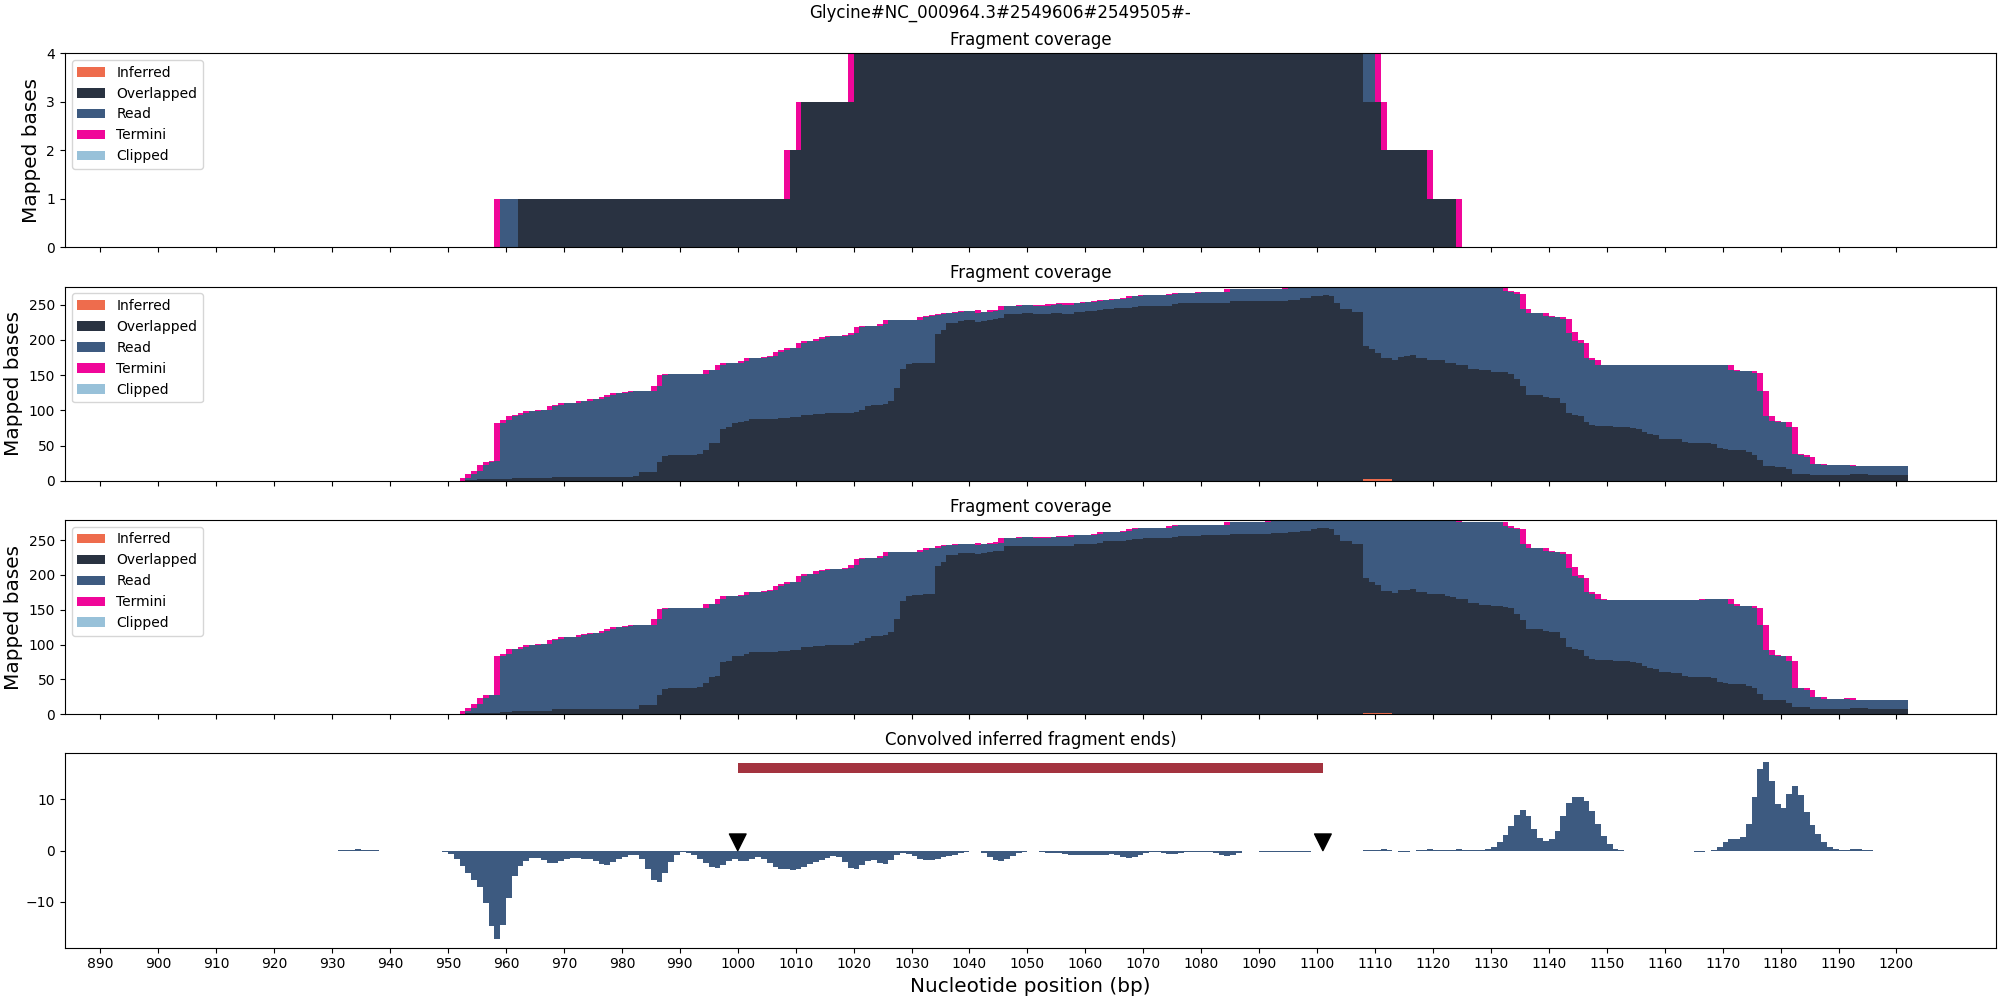 Glycine#NC_000964.3#2549606#2549505#-
Fragment coverage
Mapped bases
4
3
2
1
0
Inferred
Overlapped
Read
Termini
Clipped
Fragment coverage
Mapped bases
250
200
150
100
50
0
Inferred
Overlapped
Read
Termini
Clipped
Fragment coverage
Mapped bases
250
200
150
100
50
0
Inferred
Overlapped
Read
Termini
Clipped
Convolved inferred fragment ends)
10
0
−10
890 900 910 920 930 940 950 960 970 980 990 1000 1010 1020 1030 1040 1050 1060 1070 1080 1090 1100 1110 1120 1130 1140 1150 1160 1170 1180 1190 1200
Nucleotide position (bp)